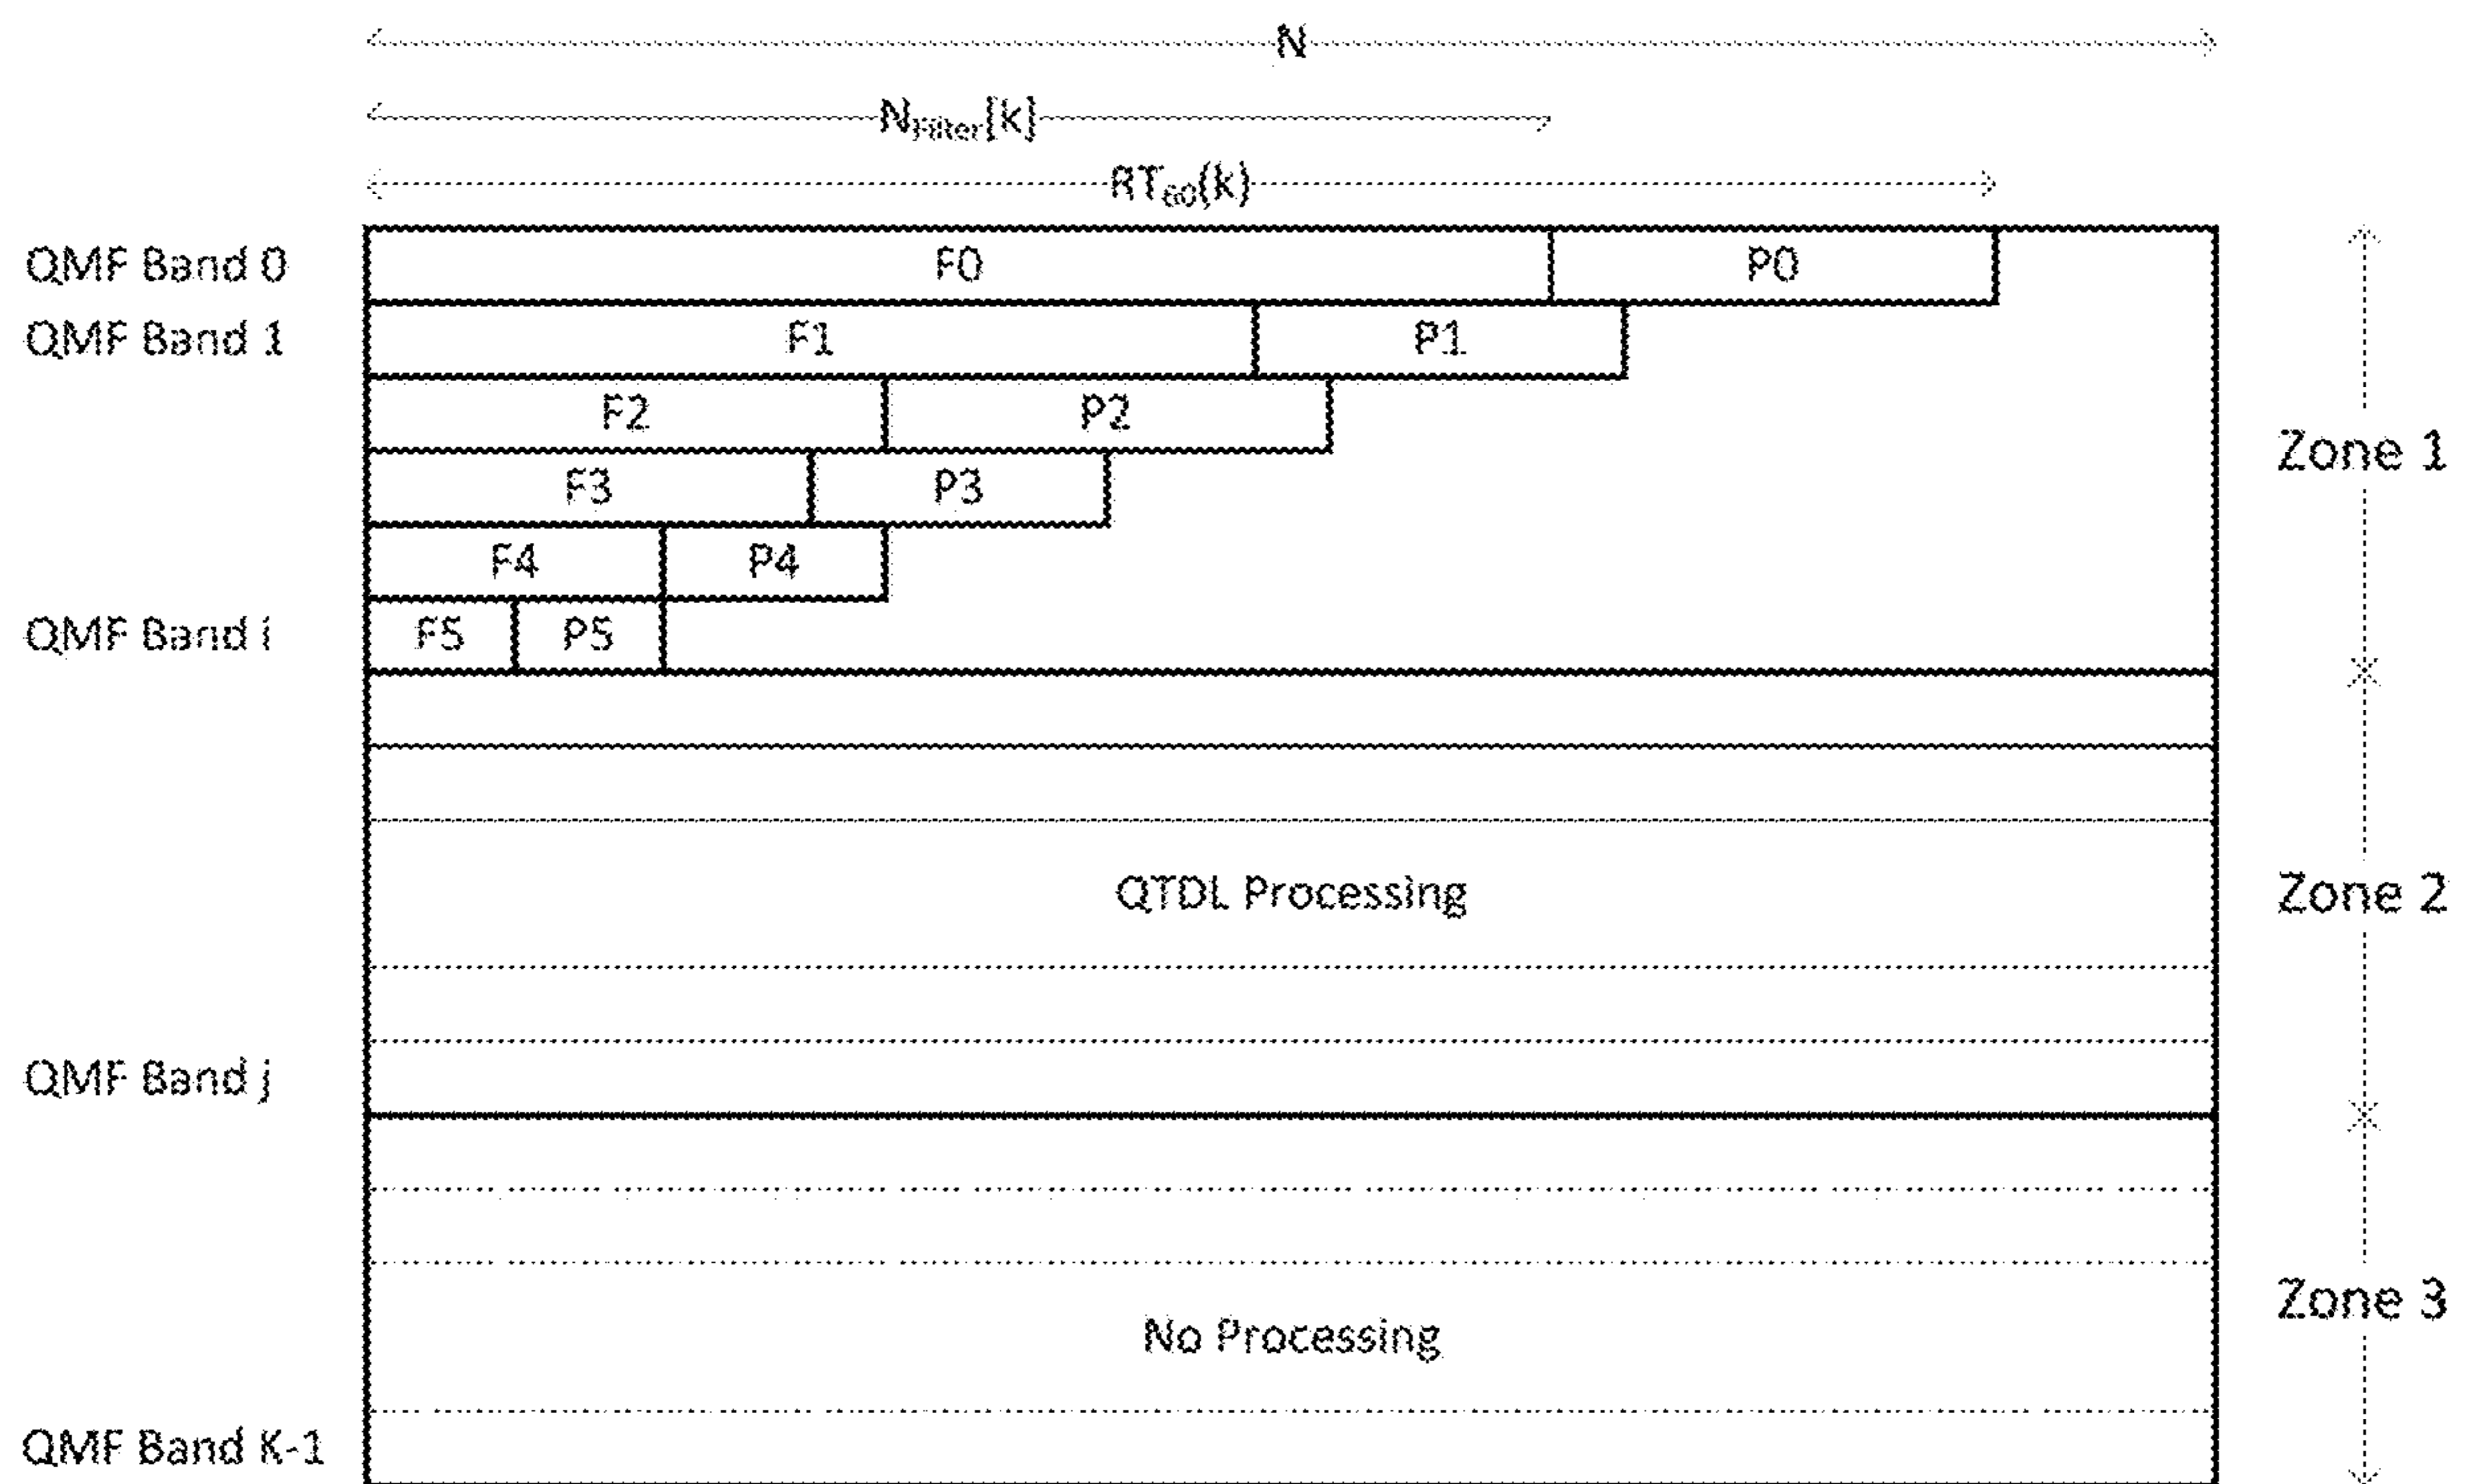 N
N_Filter[k]
RT_60(k)
QMF Band 0 F0 P0
QMF Band 1 F1 P1
F2 P2
F3 P3
Zone 1
F4 P4
QMF Band i F5 P5
QTDL Processing
Zone 2
QMF Band j
Zone 3
No Processing
QMF Band K-1